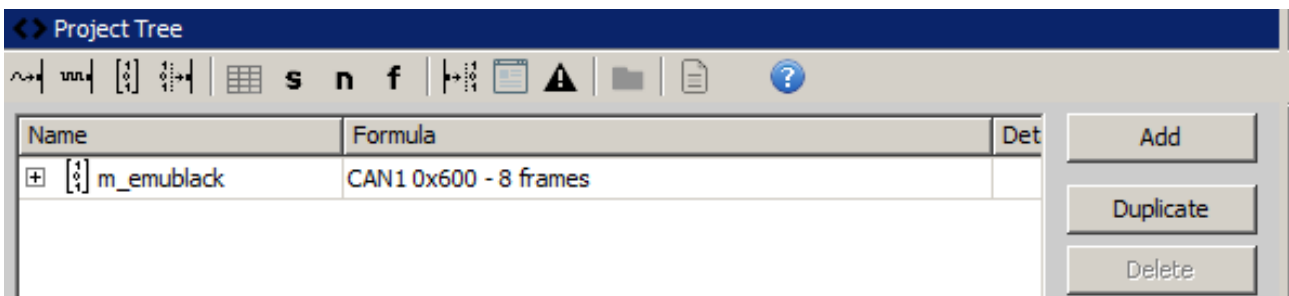 Project Tree
s n f ?
Name Formula Det Add
m_emublack CAN1 0x600 - 8 frames
Duplicate
Delete